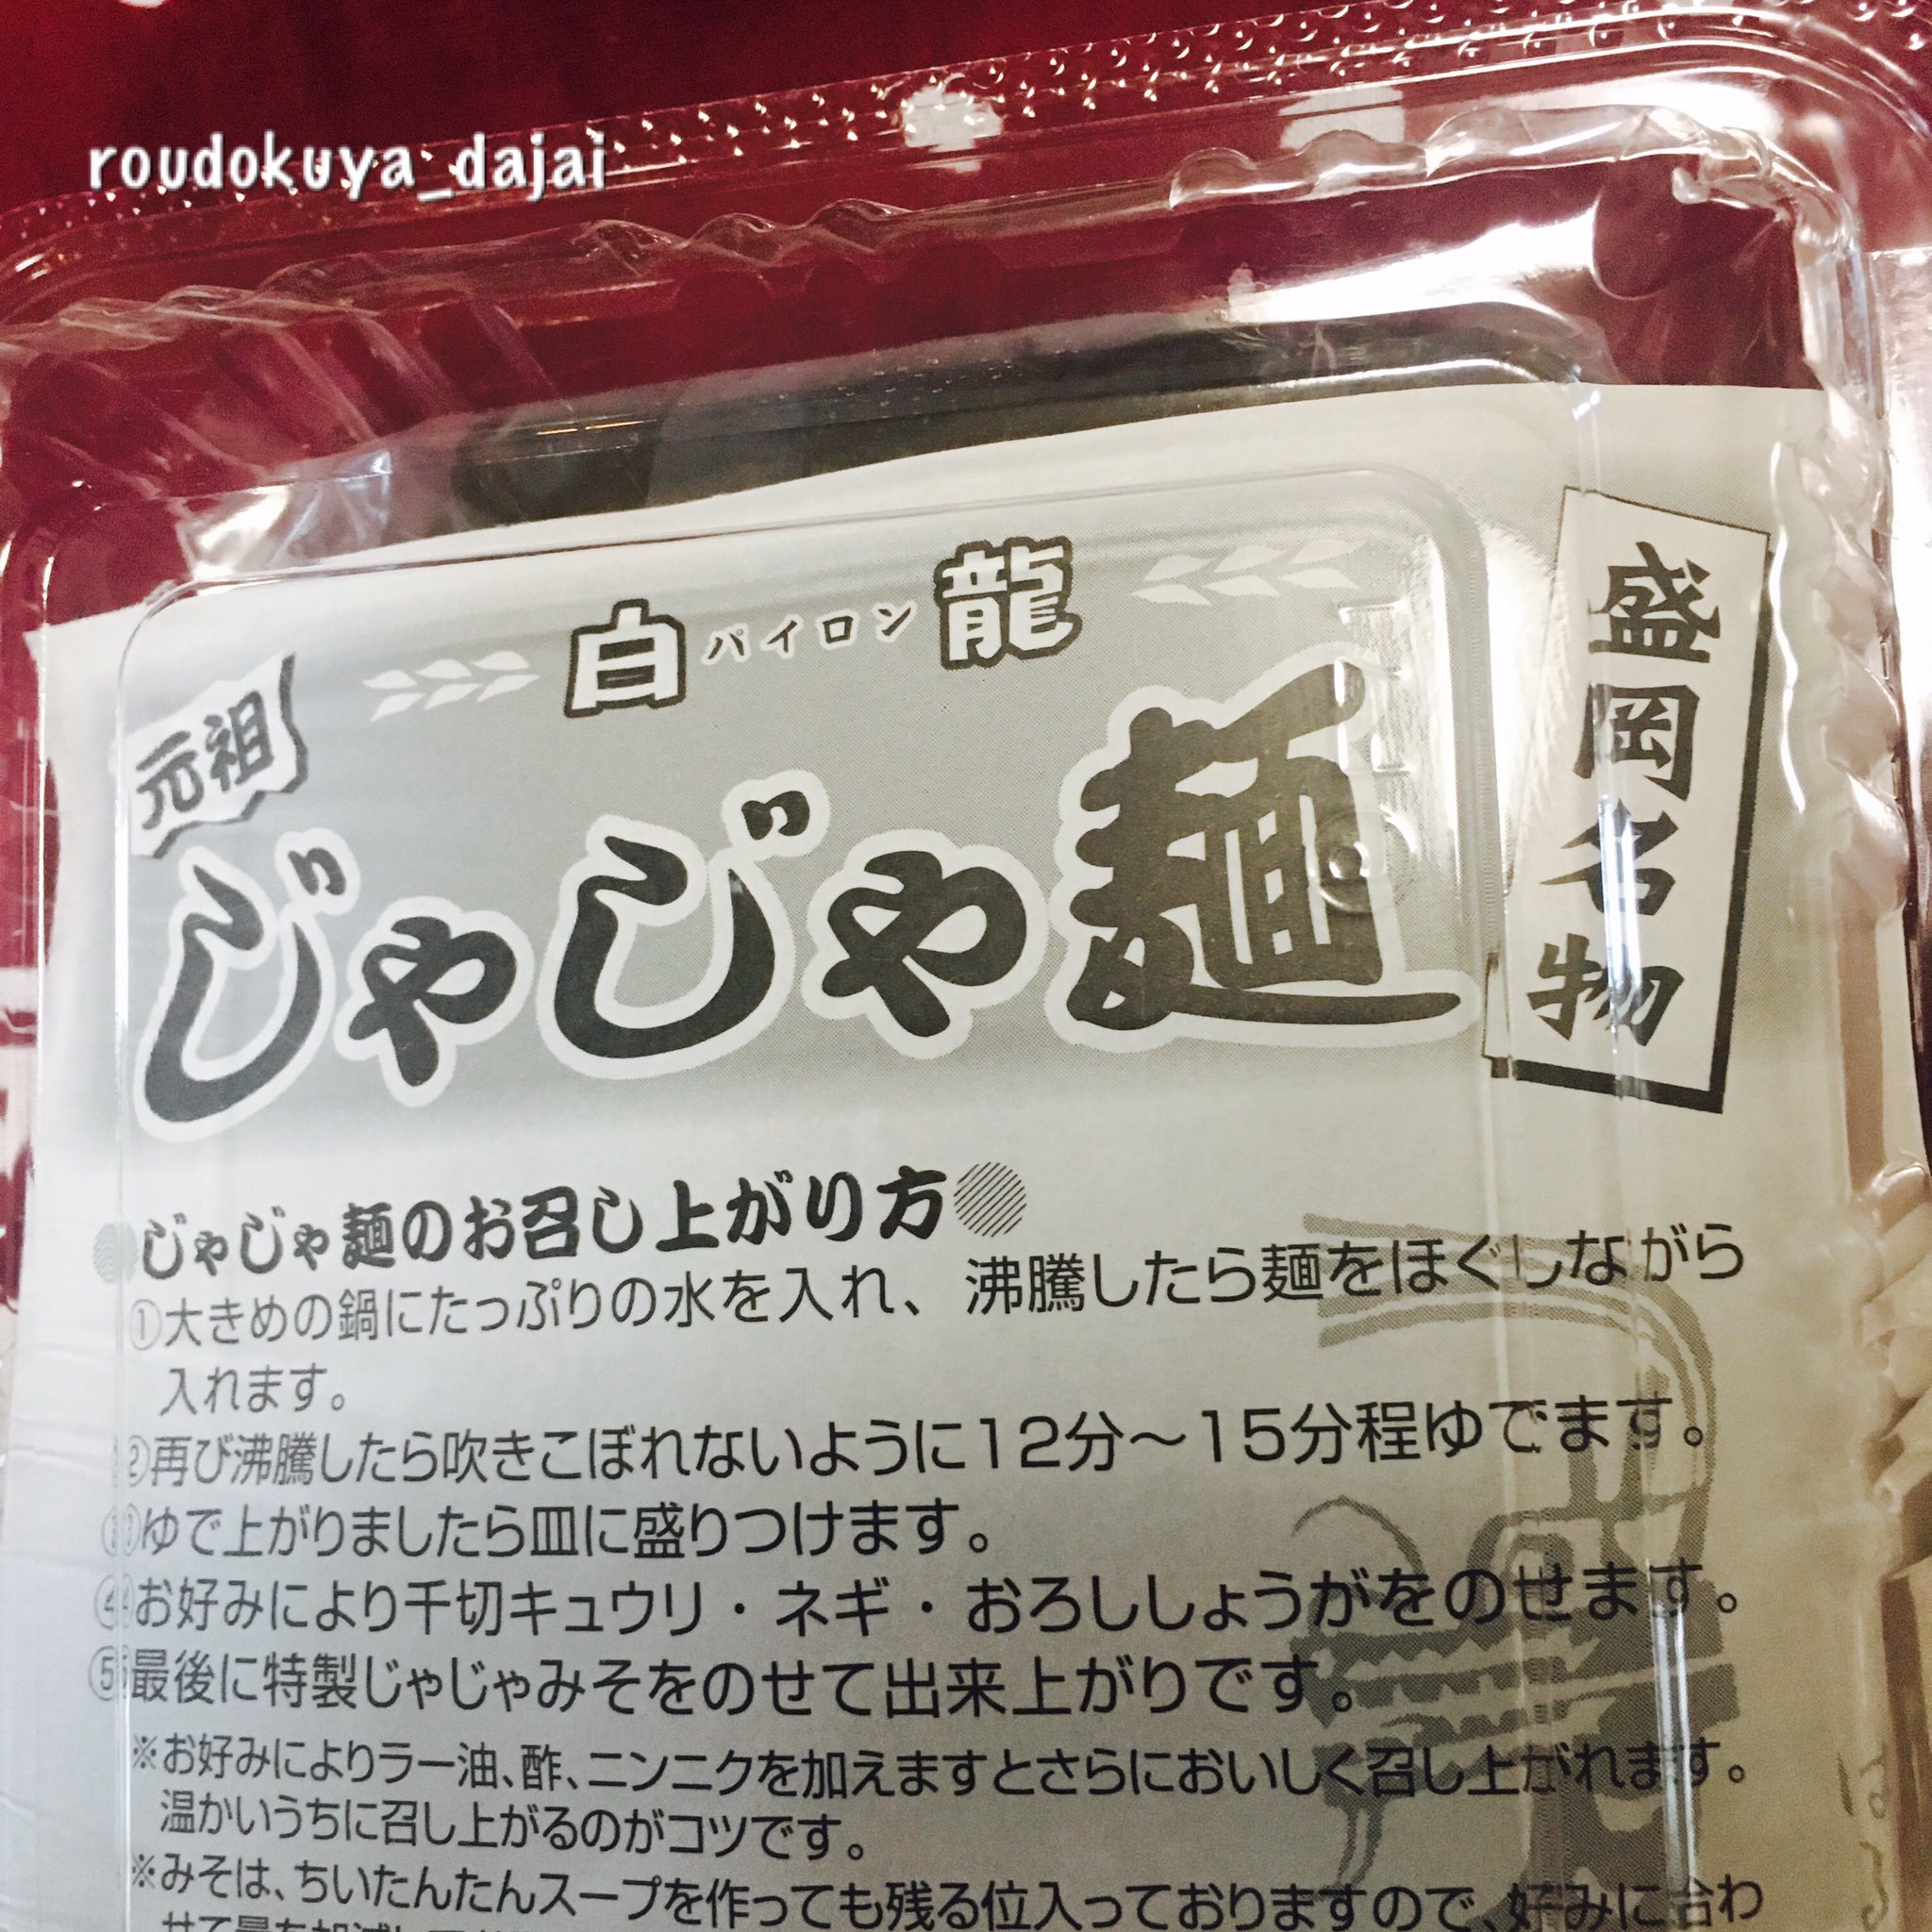 roudokuya_dajai
白パイロン龍
元祖
じゃじゃ麺
盛岡名物
じゃじゃ麺のお召し上がり方
①大きめの鍋にたっぷりの水を入れ、沸騰したら麺をほぐしながら
入れます。
②再び沸騰したら吹きこぼれないように12分〜15分程ゆでます。
③ゆで上がりましたら皿に盛りつけます。
④お好みにより千切キュウリ・ネギ・おろししょうがをのせます。
⑤最後に特製じゃじゃみそをのせて出来上がりです。
※お好みによりラー油、酢、ニンニクを加えますとさらにおいしく召し上がれます。
温かいうちに召し上がるのがコツです。
※みそは、ちいたんたんスープを作っても残る位入っておりますので、好みに合わ